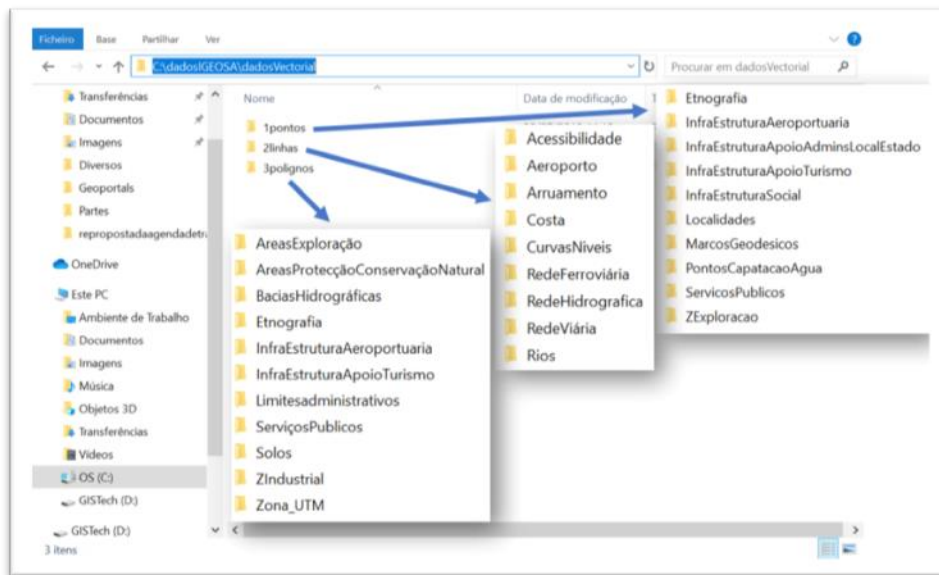 Ficheiro Base Partilhar Ver
C:\dadosIGEOSA\dadosVectorial
Procurar em dadosVectorial
Transferências
Documentos
Imagens
Diversos
Geoportals
Partes
repropostadaagendadetr
OneDrive
Este PC
Ambiente de Trabalho
Documentos
Imagens
Música
Objetos 3D
Transferências
Vídeos
OS (C:)
GISTech (D:)
GISTech (D:)
3 itens
Nome Data de modificação
1pontos
2linhas
3polignos
AreasExploração
AreasProtecçãoConservaçãoNatural
BaciasHidrográficas
Etnografia
InfraEstruturaAeroportuaria
InfraEstruturaApoioTurismo
Limitesadministrativos
ServiçosPublicos
Solos
ZIndustrial
Zona_UTM
Acessibilidade
Aeroporto
Arruamento
Costa
CurvasNiveis
RedeFerroviária
RedeHidrografica
RedeViária
Rios
Etnografia
InfraEstruturaAeroportuaria
InfraEstruturaApoioAdminsLocalEstado
InfraEstruturaApoioTurismo
InfraEstruturaSocial
Localidades
MarcosGeodesicos
PontosCapatacaoAgua
ServicosPublicos
ZExploracao